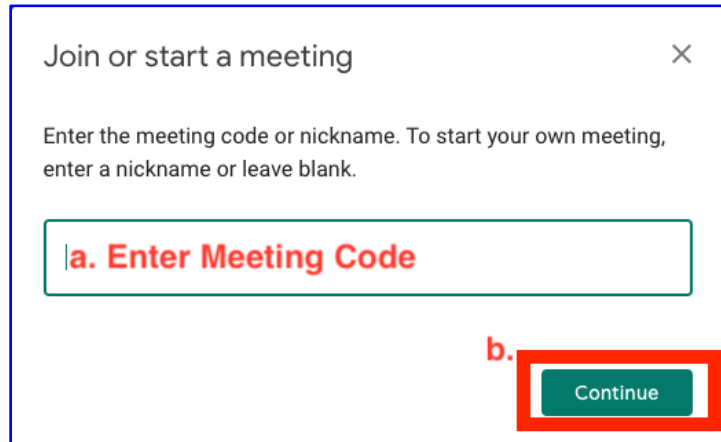 Join or start a meeting
Enter the meeting code or nickname. To start your own meeting,
enter a nickname or leave blank.
a. Enter Meeting Code
b.
Continue